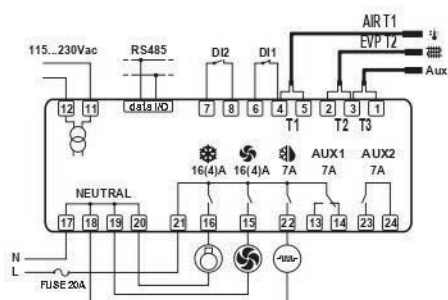 AIR T1
EVP T2
Aux
115...230Vac
RS485
DI2
DI1
12 11
data I/O
7 8 6 4 5 2 3 1
T1 T2 T3
AUX1 AUX2
16(4)A 16(4)A 7A 7A 7A
NEUTRAL
17 18 19 20 21 16 15 22 13 14 23 24
N
L
FUSE 20A